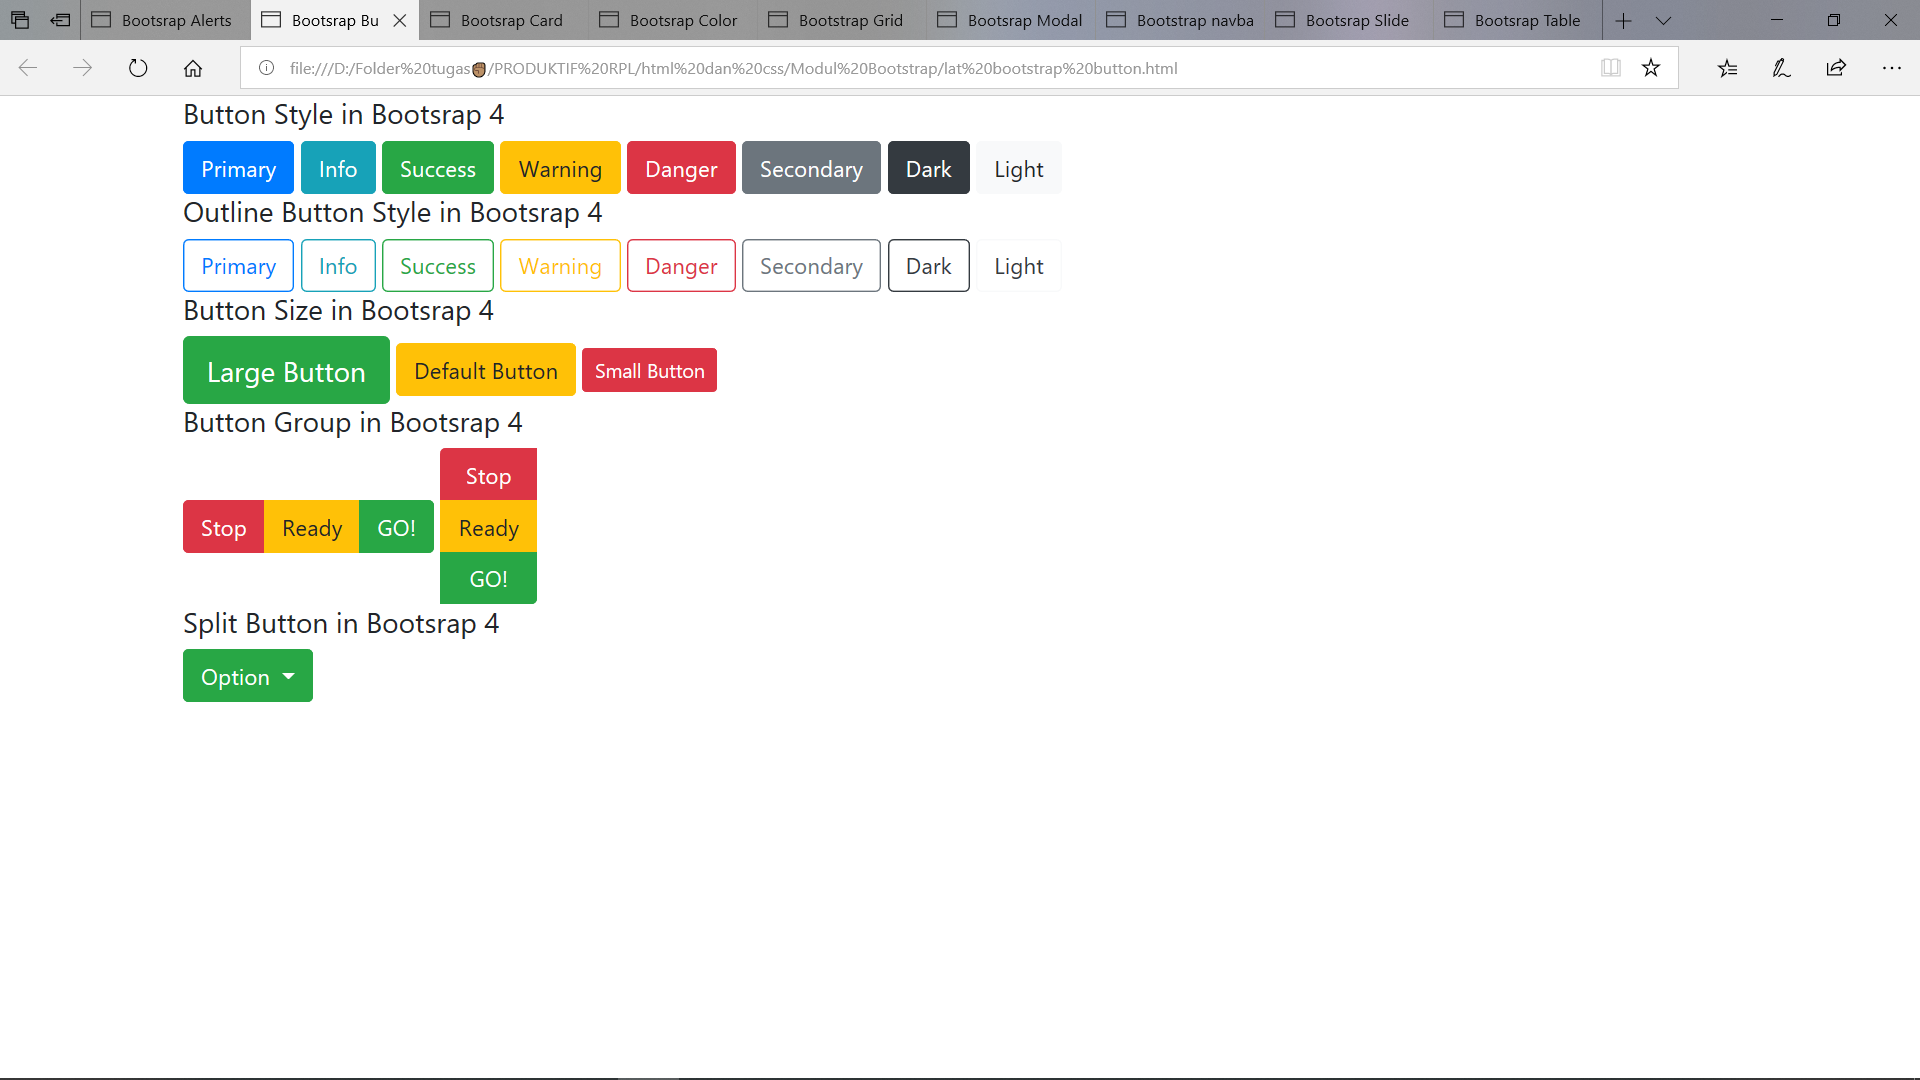 Bootsrap Alerts Bootsrap Bu Bootsrap Card Bootsrap Color Bootstrap Grid Bootsrap Modal Bootstrap navba Bootsrap Slide Bootsrap Table
file:///D:/Folder%20tugas✊🏾/PRODUKTIF%20RPL/html%20dan%20css/Modul%20Bootstrap/lat%20bootstrap%20button.html
Button Style in Bootsrap 4
Primary Info Success Warning Danger Secondary Dark Light
Outline Button Style in Bootsrap 4
Primary Info Success Warning Danger Secondary Dark Light
Button Size in Bootsrap 4
Large Button Default Button Small Button
Button Group in Bootsrap 4
Stop
Stop Ready GO! Ready
GO!
Split Button in Bootsrap 4
Option